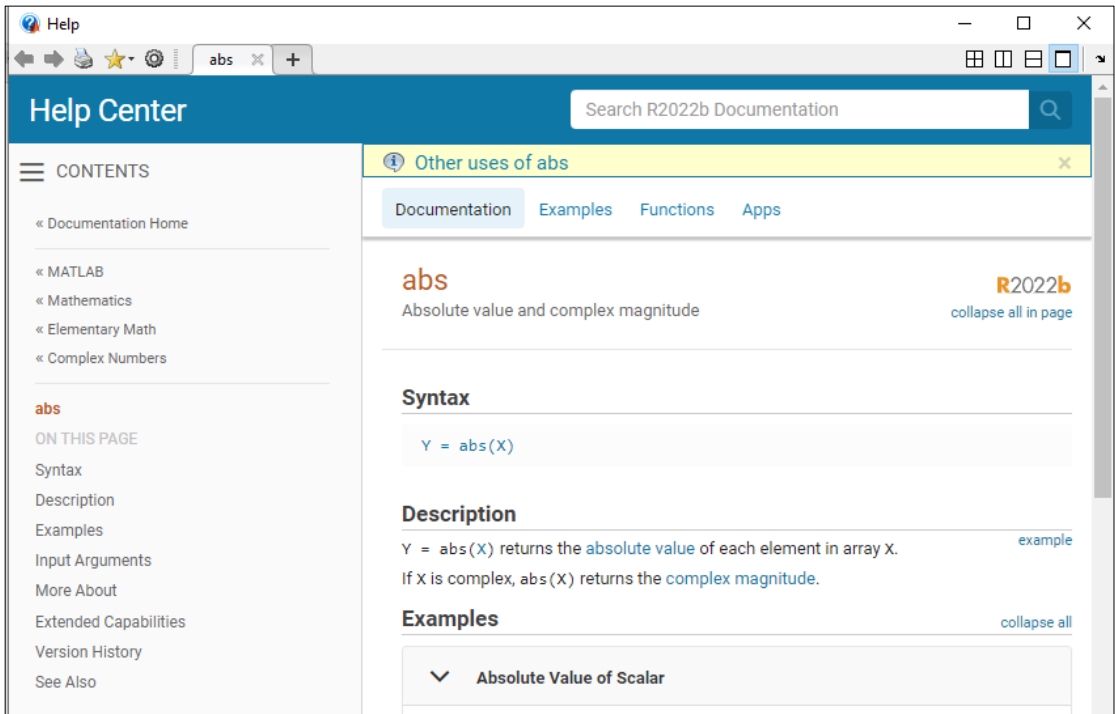 Help
abs
Help Center
Search R2022b Documentation
CONTENTS
« Documentation Home
« MATLAB
« Mathematics
« Elementary Math
« Complex Numbers
abs
ON THIS PAGE
Syntax
Description
Examples
Input Arguments
More About
Extended Capabilities
Version History
See Also
Other uses of abs
Documentation Examples Functions Apps
abs
R2022b
Absolute value and complex magnitude
collapse all in page
Syntax
Y = abs(X)
Description
Y = abs(X) returns the absolute value of each element in array X.
example
If X is complex, abs(X) returns the complex magnitude.
Examples
collapse all
Absolute Value of Scalar